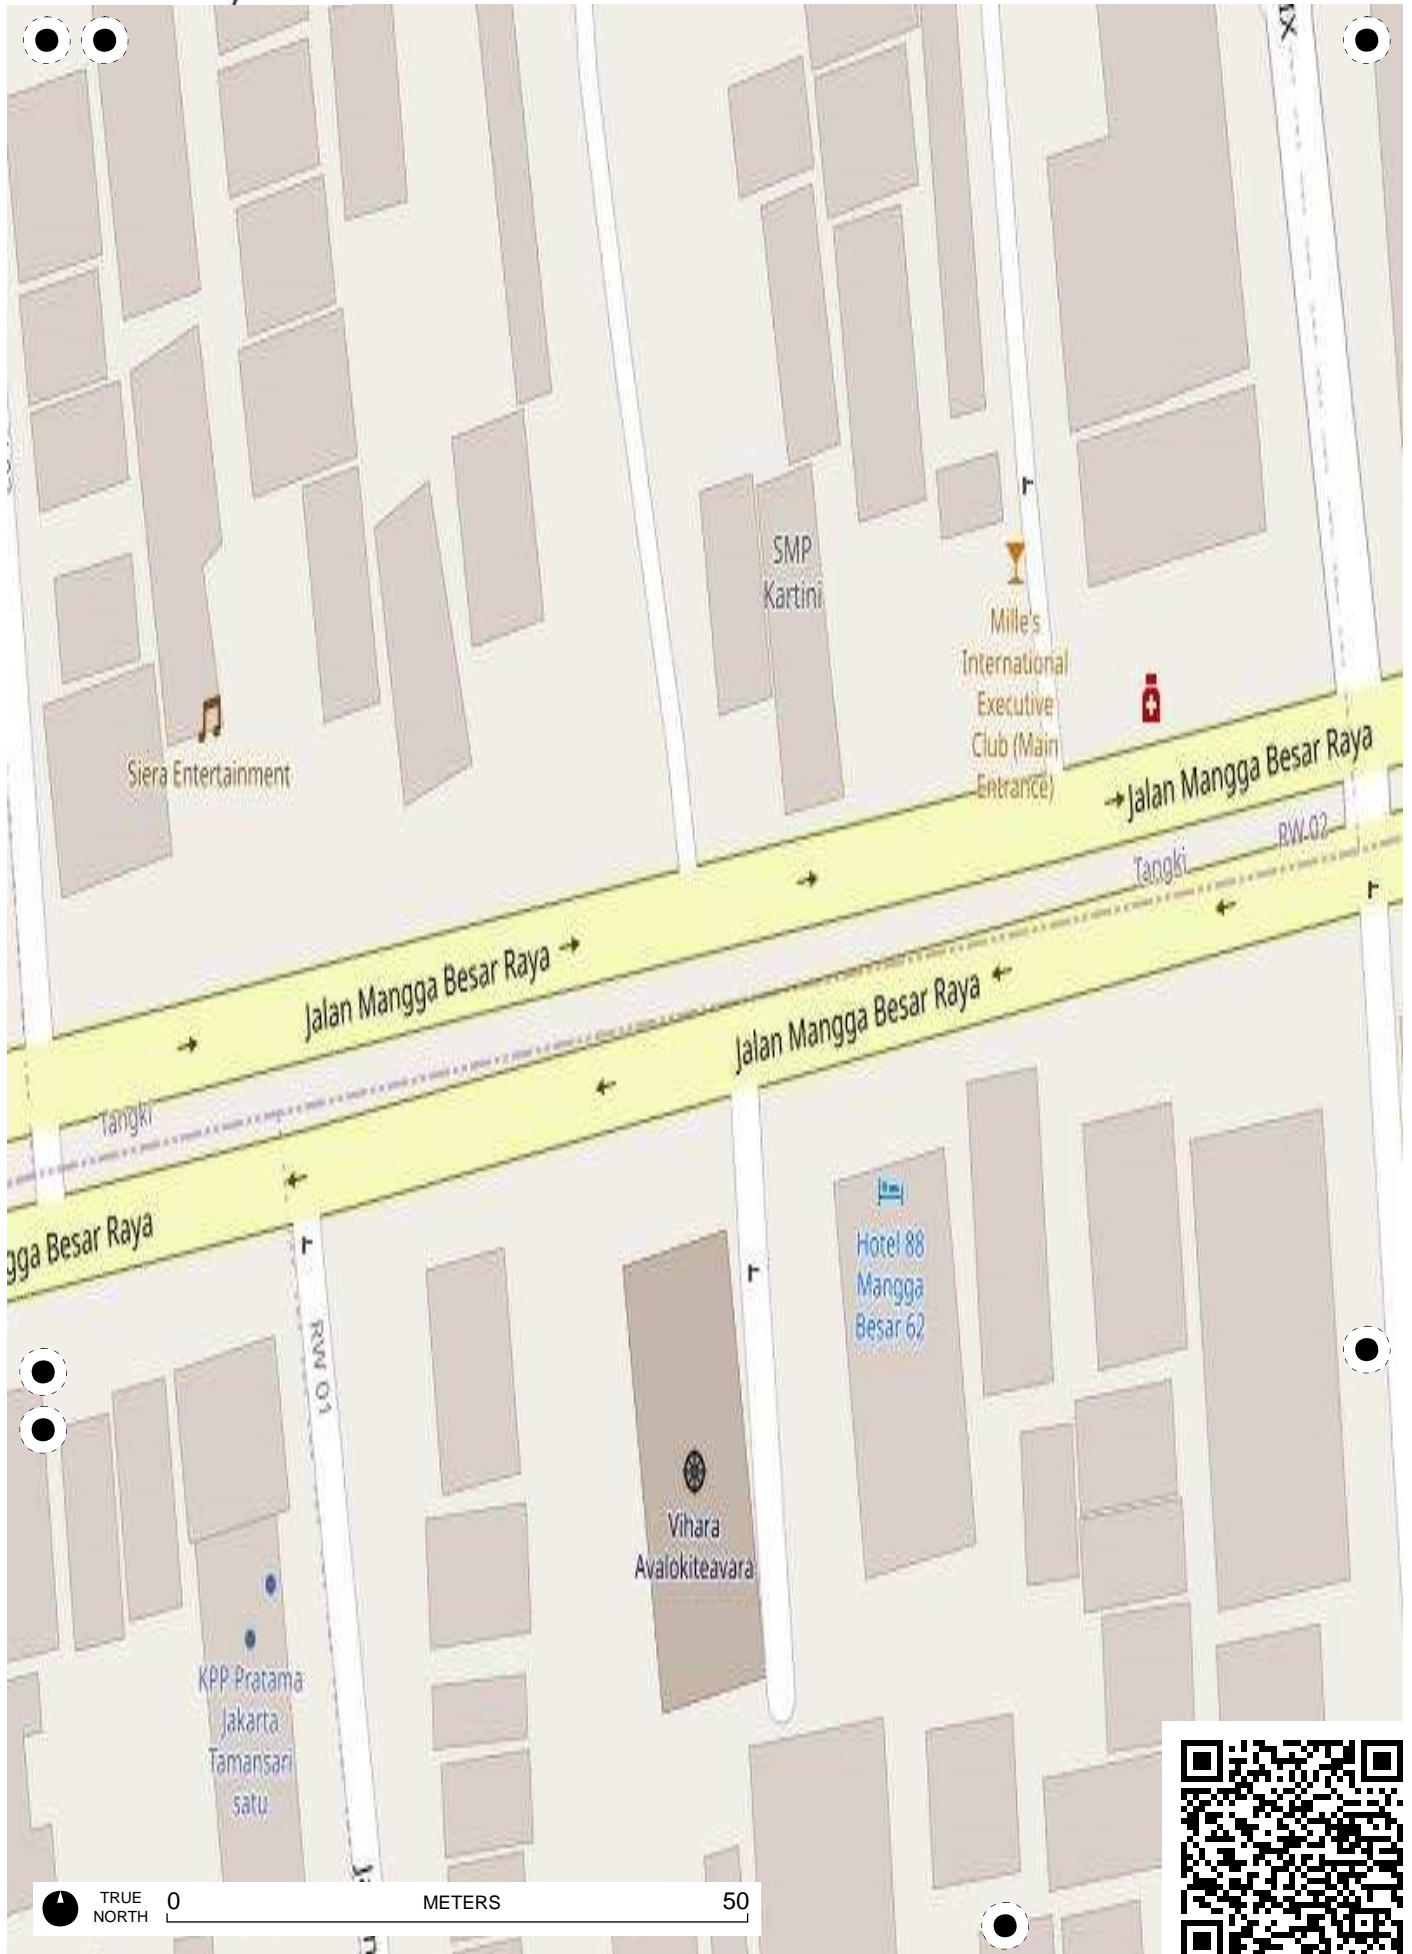 SMP
Kartini
Mille's
International
Executive
Club (Main
Entrance)
Siera Entertainment
Jalan Mangga Besar Raya
RW 02
Tangki
Jalan Mangga Besar Raya
Jalan Mangga Besar Raya
Tangki
gga Besar Raya
Hotel 88
Mangga
Besar 62
RW 01
Vihara
Avalokiteavara
KPP Pratama
Jakarta
Tamansari
satu
TRUE
NORTH
0
METERS
50